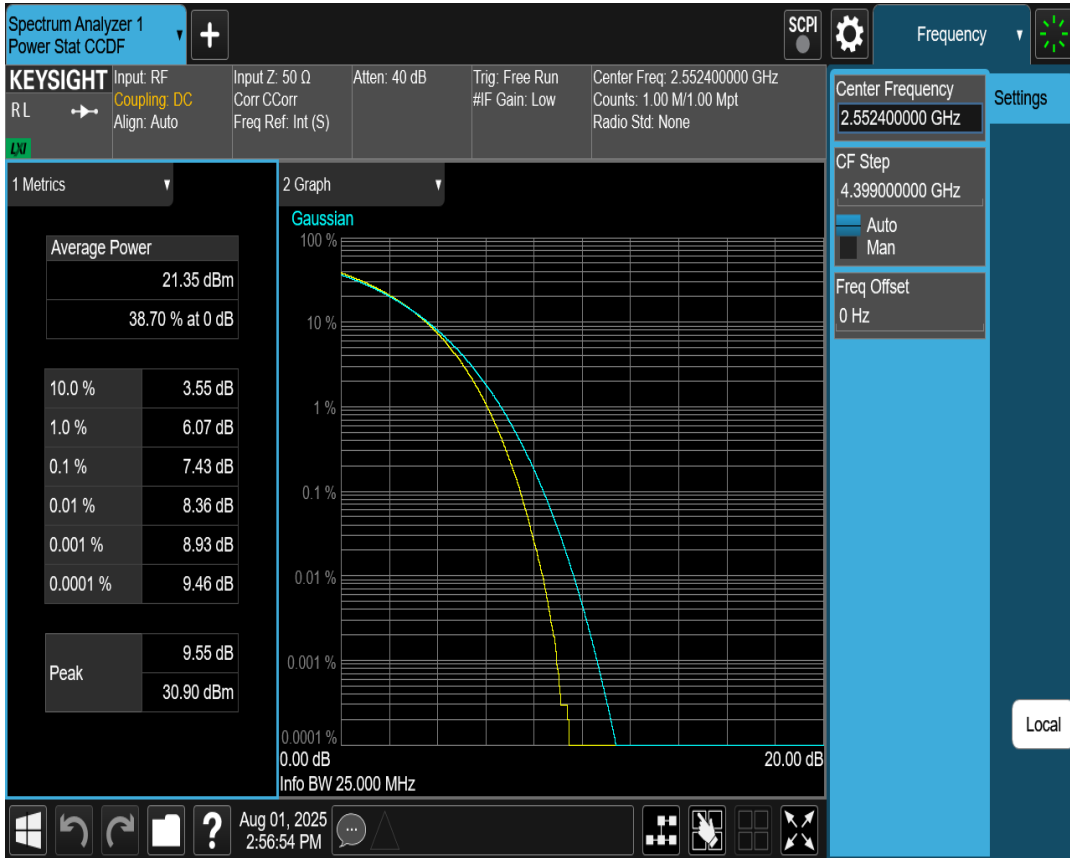 Spectrum Analyzer 1
Power Stat CCDF
SCPI
Frequency
KEYSIGHT
R L
LXI
Input: RF
Coupling: DC
Align: Auto
Input Z: 50 Ω
Corr CCorr
Freq Ref: Int (S)
Atten: 40 dB
Trig: Free Run
#IF Gain: Low
Center Freq: 2.552400000 GHz
Counts: 1.00 M/1.00 Mpt
Radio Std: None
Center Frequency
2.552400000 GHz
Settings
CF Step
4.399000000 GHz
Auto
Man
Freq Offset
0 Hz
1 Metrics
Average Power
21.35 dBm
38.70 % at 0 dB
10.0 % 3.55 dB
1.0 % 6.07 dB
0.1 % 7.43 dB
0.01 % 8.36 dB
0.001 % 8.93 dB
0.0001 % 9.46 dB
Peak
9.55 dB
30.90 dBm
2 Graph
Gaussian
100 %
10 %
1 %
0.1 %
0.01 %
0.001 %
0.0001 %
0.00 dB 20.00 dB
Info BW 25.000 MHz
Local
?
Aug 01, 2025
2:56:54 PM